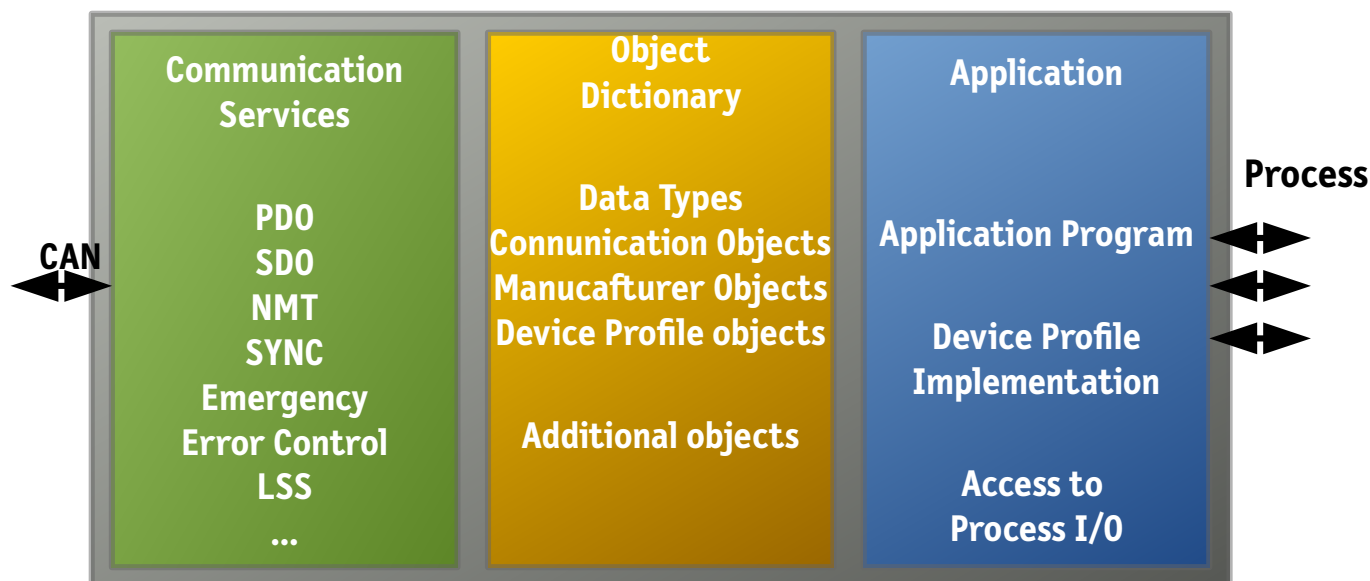 CAN
Communication
Services
PDO
SDO
NMT
SYNC
Emergency
Error Control
LSS
...
Object
Dictionary
Data Types
Connunication Objects
Manucafturer Objects
Device Profile objects
Additional objects
Application
Application Program
Device Profile
Implementation
Access to
Process I/O
Process